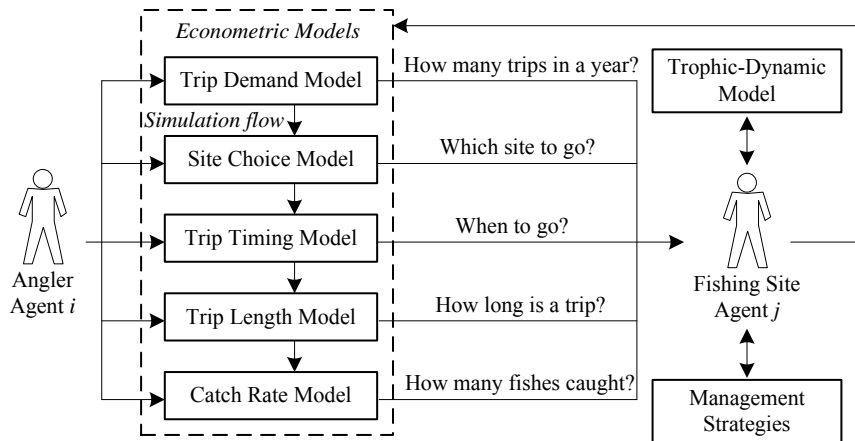 Econometric Models
Trip Demand Model
How many trips in a year?
Simulation flow
Site Choice Model
Which site to go?
Trip Timing Model
When to go?
Trip Length Model
How long is a trip?
Catch Rate Model
How many fishes caught?
Angler
Agent i
Trophic-Dynamic
Model
Fishing Site
Agent j
Management
Strategies